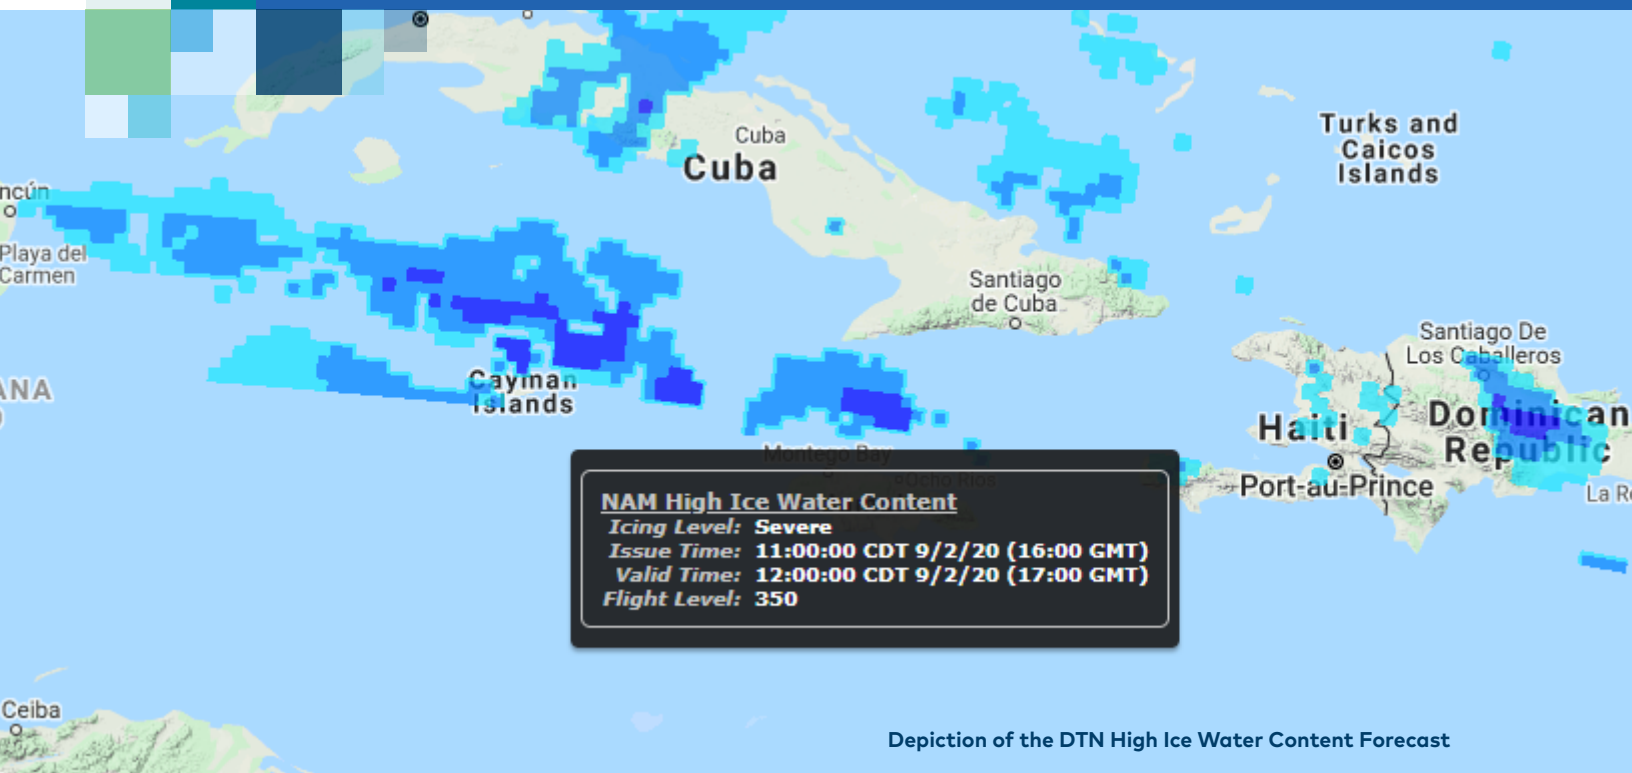 Cuba
Cuba
Turks and
Caicos
Islands
ncún
Playa del
Carmen
Santiago
de Cuba
Santiago De
Los Caballeros
ANA
Cayman
Islands
Haiti
Dominican
Republic
Port-au-Prince
La R
Montego Bay
Ocho Rios
NAM High Ice Water Content
Icing Level: Severe
Issue Time: 11:00:00 CDT 9/2/20 (16:00 GMT)
Valid Time: 12:00:00 CDT 9/2/20 (17:00 GMT)
Flight Level: 350
Ceiba
Depiction of the DTN High Ice Water Content Forecast